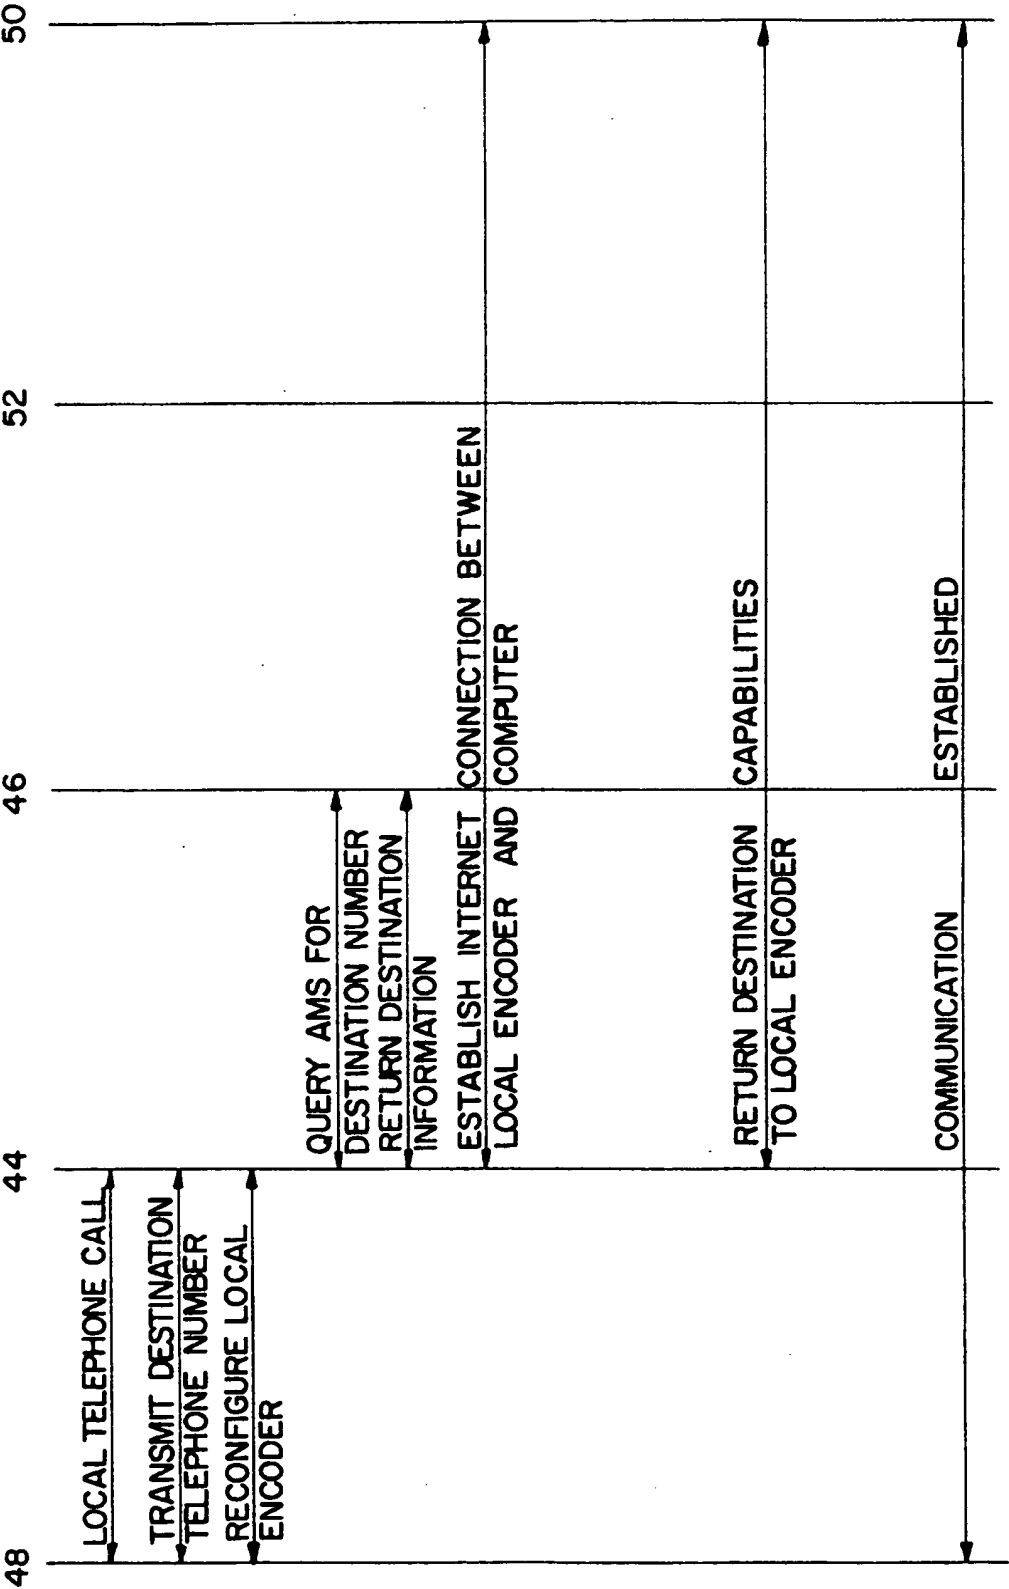 48
44
46
52
50
LOCAL TELEPHONE CALL
TRANSMIT DESTINATION
TELEPHONE NUMBER
RECONFIGURE LOCAL
ENCODER
QUERY AMS FOR
DESTINATION NUMBER
RETURN DESTINATION
INFORMATION
ESTABLISH INTERNET CONNECTION BETWEEN
LOCAL ENCODER AND COMPUTER
RETURN DESTINATION CAPABILITIES
TO LOCAL ENCODER
COMMUNICATION ESTABLISHED